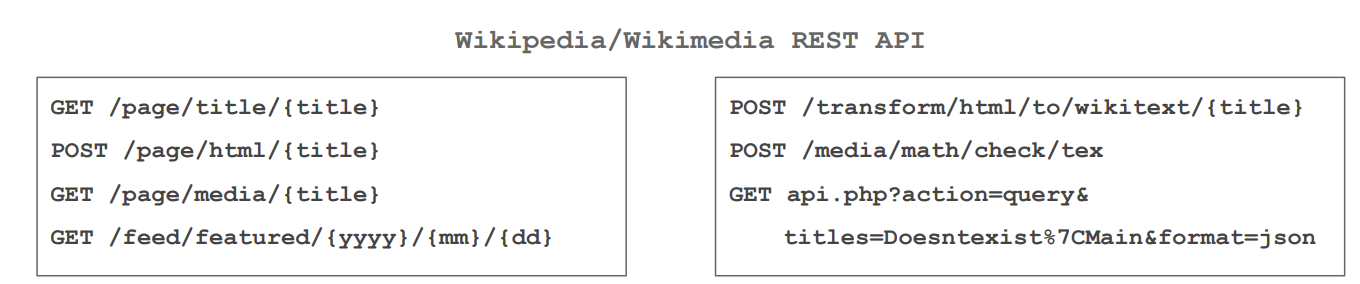 Wikipedia/Wikimedia REST API
GET /page/title/{title}
POST /page/html/{title}
GET /page/media/{title}
GET /feed/featured/{yyyy}/{mm}/{dd}
POST /transform/html/to/wikitext/{title}
POST /media/math/check/tex
GET api.php?action=query&
titles=Doesntexist%7CMain&format=json